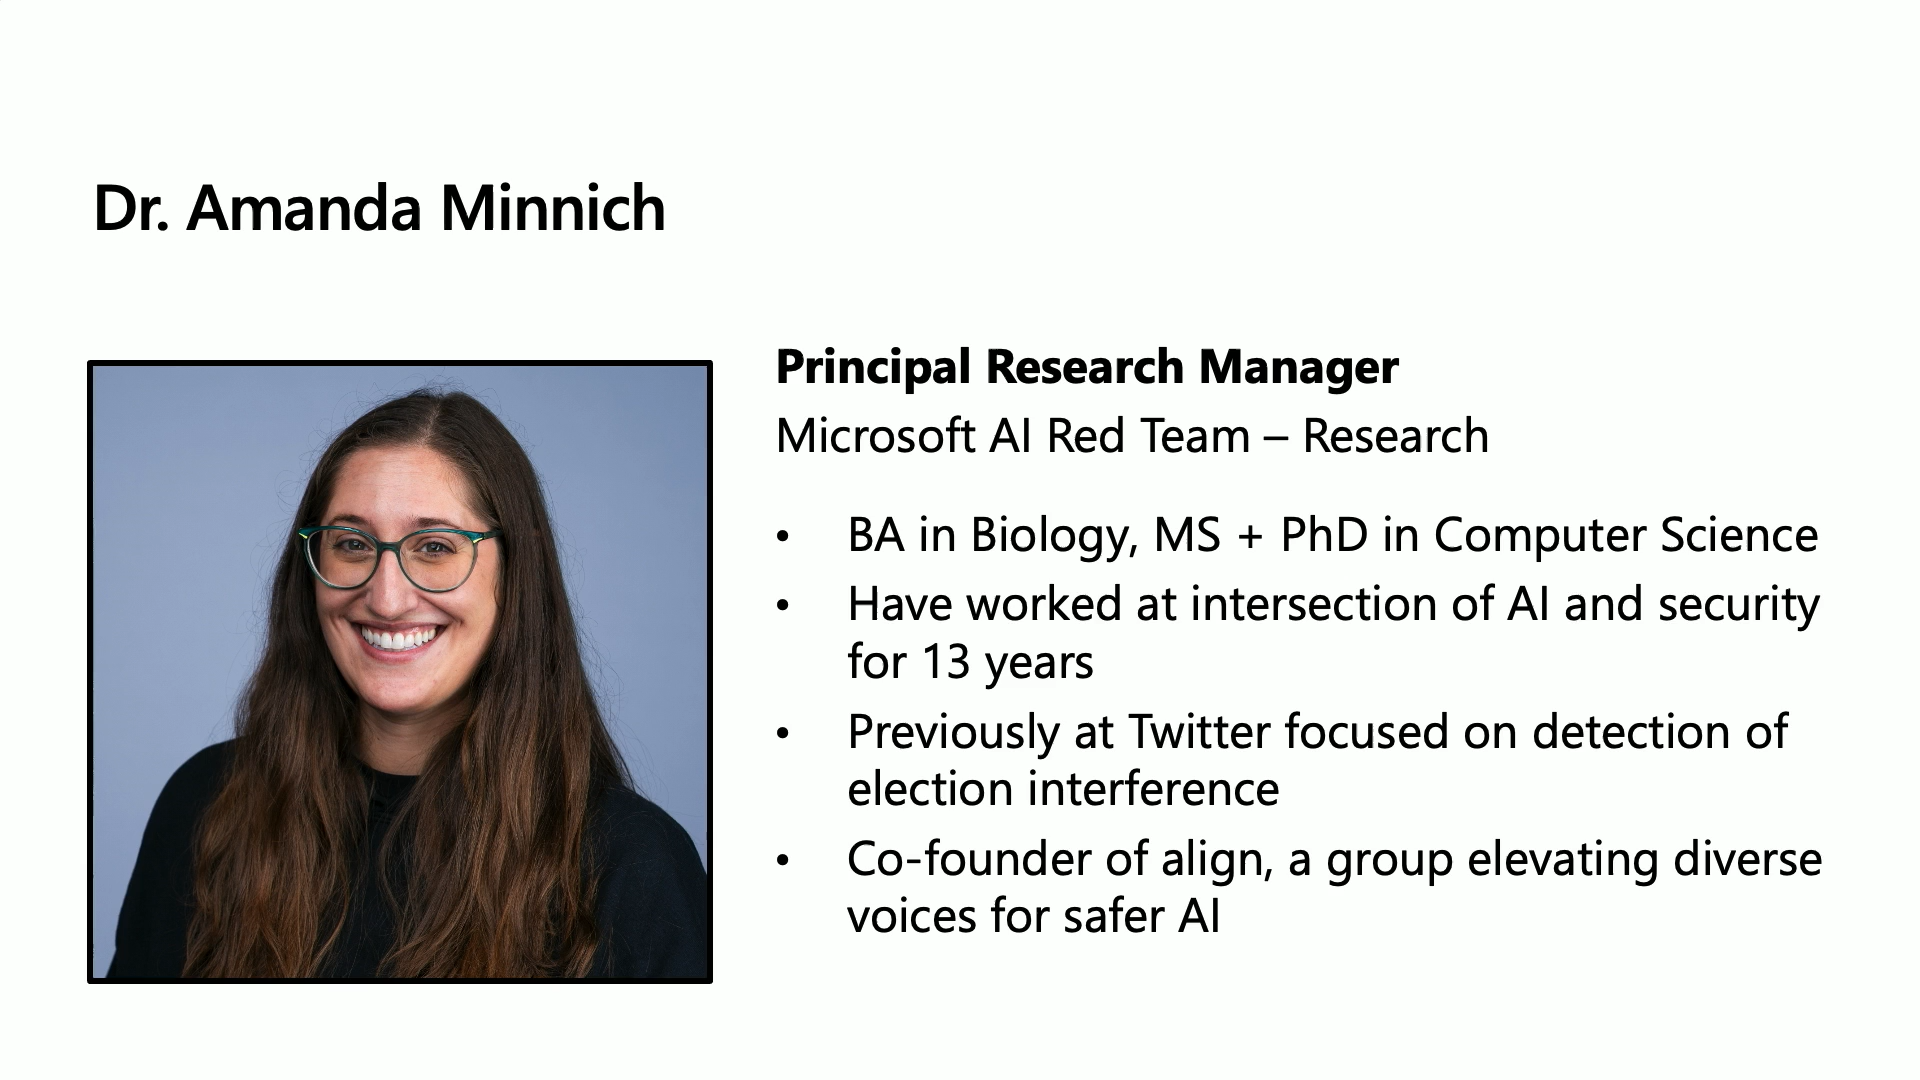 Dr. Amanda Minnich
Principal Research Manager
Microsoft AI Red Team – Research
• BA in Biology, MS + PhD in Computer Science
• Have worked at intersection of AI and security
for 13 years
• Previously at Twitter focused on detection of
election interference
• Co-founder of align, a group elevating diverse
voices for safer AI